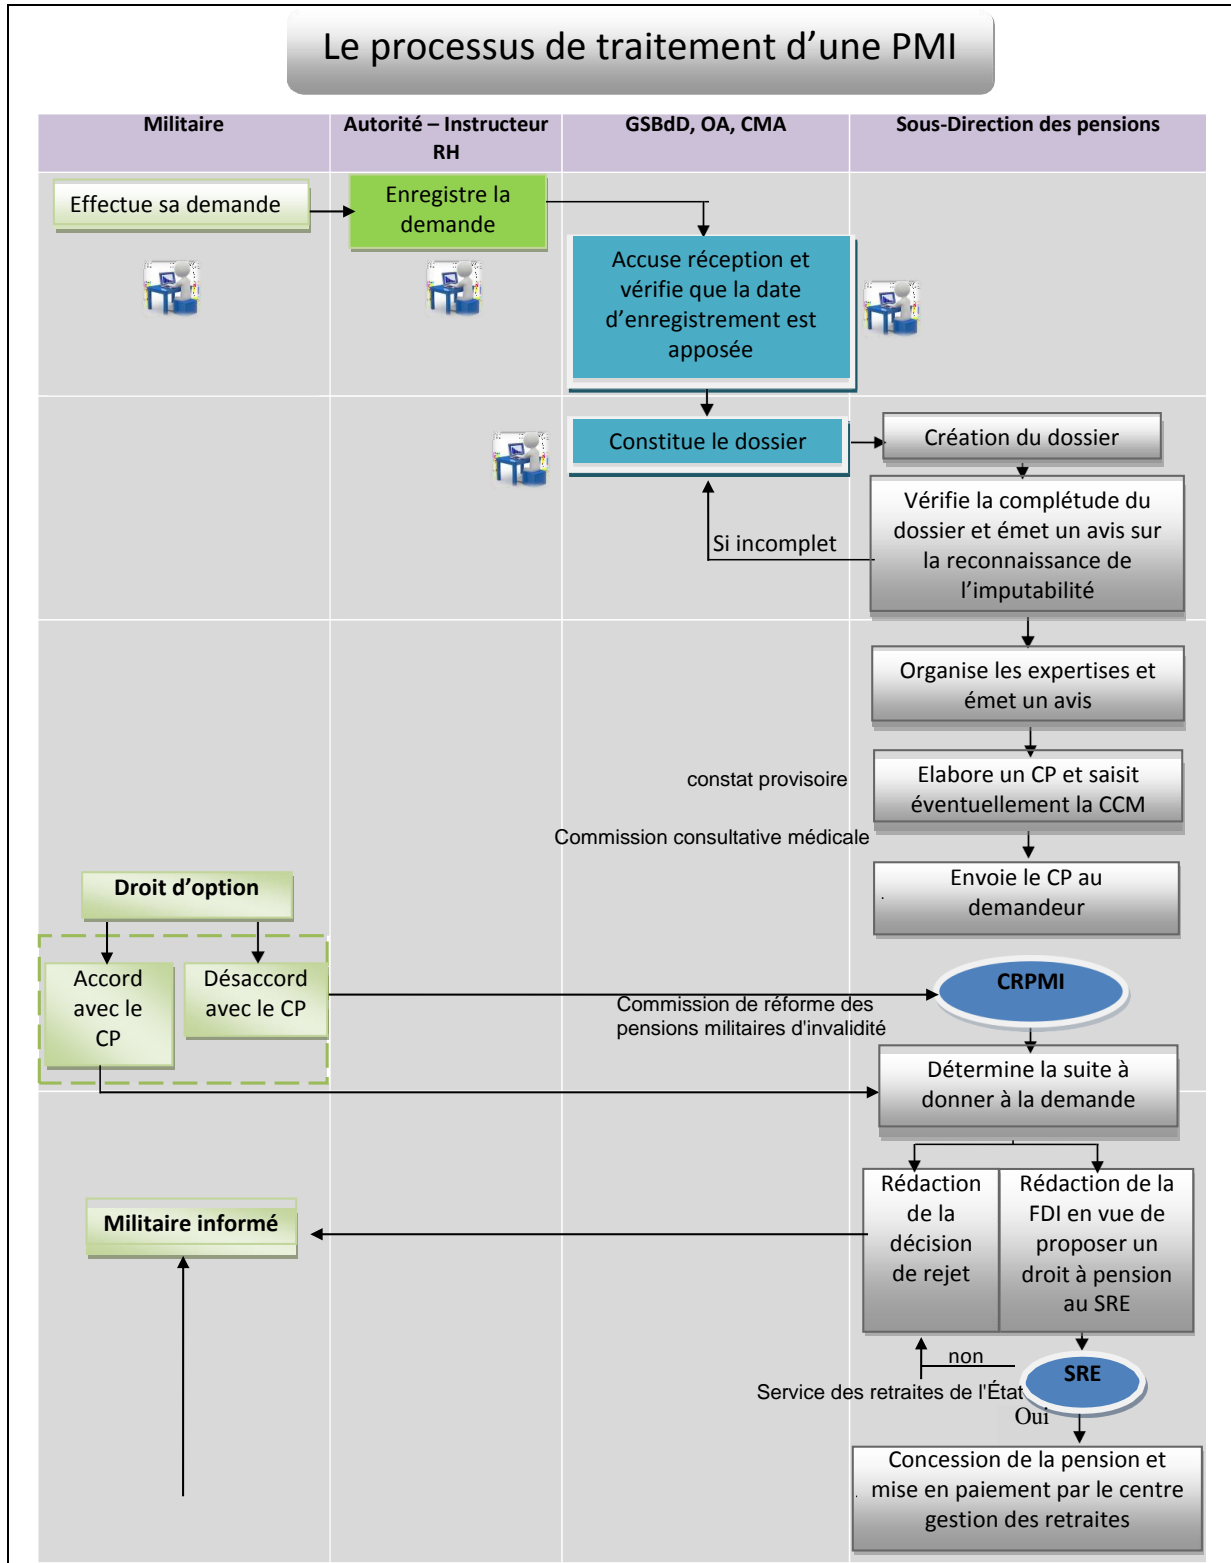 Le processus de traitement d’une PMI
Militaire
Autorité – Instructeur
RH
GSBdD, OA, CMA
Sous-Direction des pensions
Effectue sa demande
Enregistre la
demande
Accuse réception et
vérifie que la date
d’enregistrement est
apposée
Constitue le dossier
Création du dossier
Vérifie la complétude du
dossier et émet un avis sur
la reconnaissance de
l’imputabilité
Si incomplet
Organise les expertises et
émet un avis
constat provisoire
Elabore un CP et saisit
éventuellement la CCM
Commission consultative médicale
Envoie le CP au
demandeur
Droit d’option
Accord
avec le
CP
Désaccord
avec le CP
CRPMI
Commission de réforme des
pensions militaires d'invalidité
Détermine la suite à
donner à la demande
Rédaction
de la
décision
de rejet
Rédaction de la
FDI en vue de
proposer un
droit à pension
au SRE
Militaire informé
non
SRE
Service des retraites de l'État
Oui
Concession de la pension et
mise en paiement par le centre
gestion des retraites